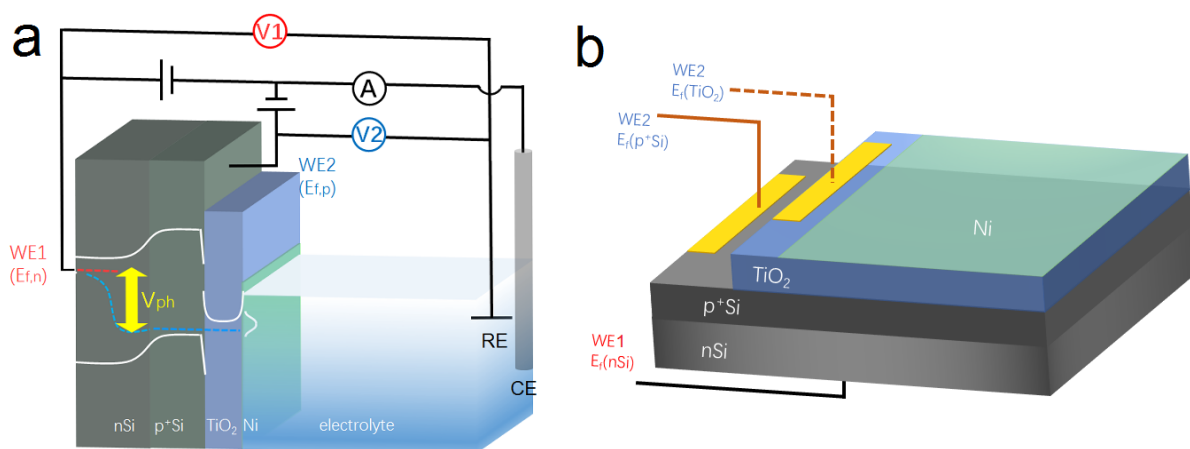 a
V1
A
V2
WE2
(Ef,p)
WE1
(Ef,n)
Vph
RE
CE
nSi
p⁺Si
TiO₂
Ni
electrolyte
b
WE2
Ef(TiO₂)
WE2
Ef(p⁺Si)
Ni
TiO₂
p⁺Si
nSi
WE1
Ef(nSi)